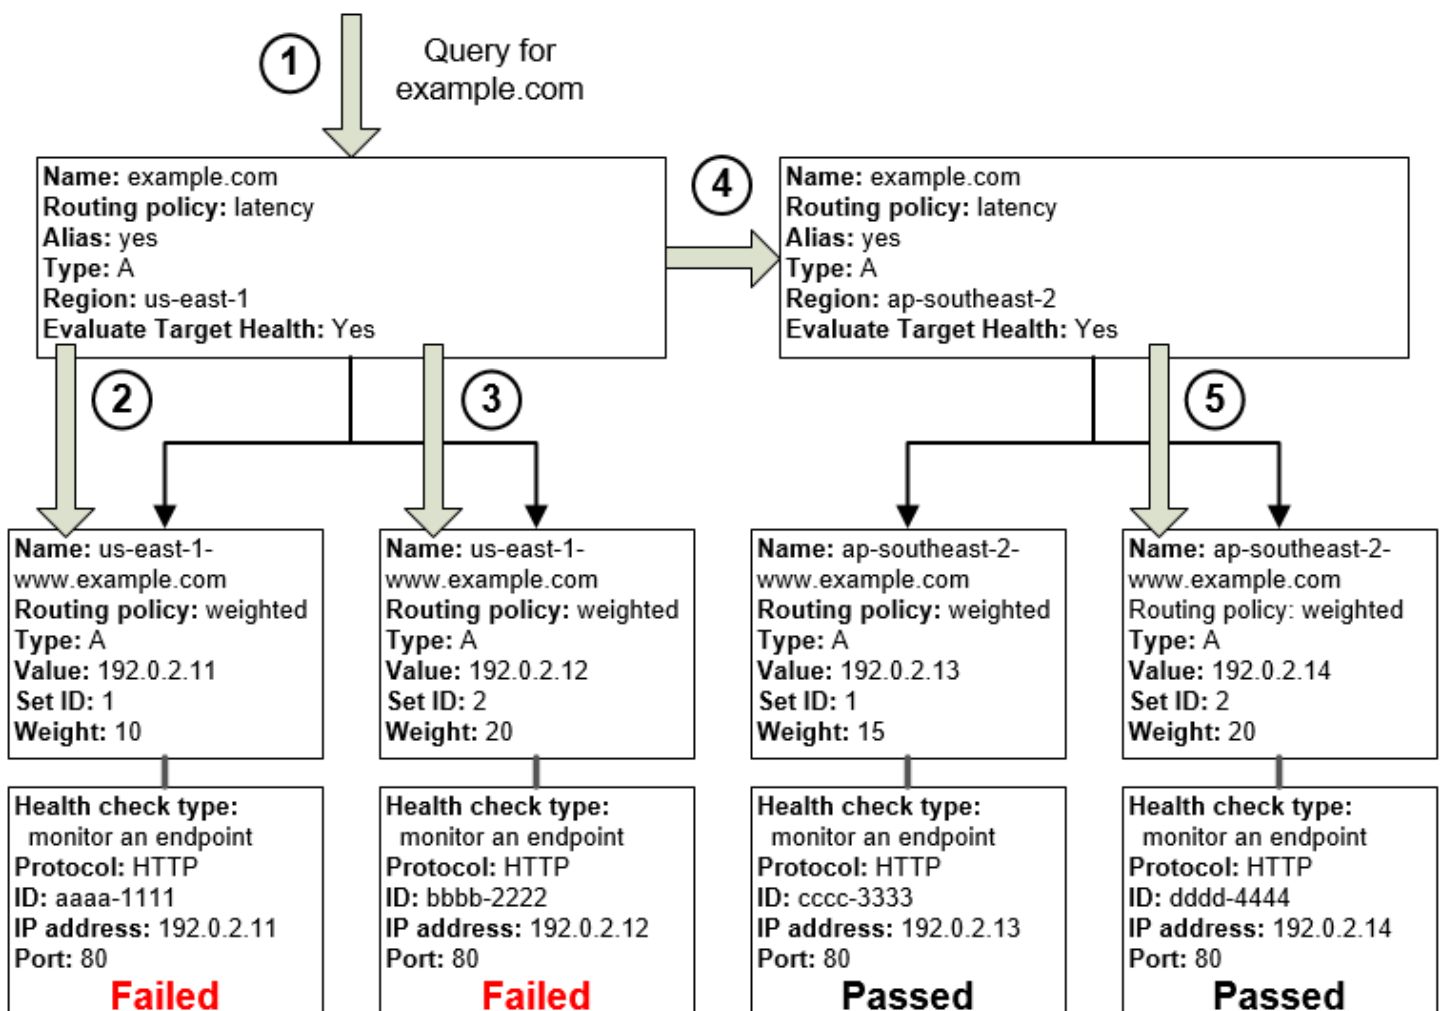 1
Query for
example.com
Name: example.com
Routing policy: latency
Alias: yes
Type: A
Region: us-east-1
Evaluate Target Health: Yes
4
Name: example.com
Routing policy: latency
Alias: yes
Type: A
Region: ap-southeast-2
Evaluate Target Health: Yes
2
3
5
Name: us-east-1-
www.example.com
Routing policy: weighted
Type: A
Value: 192.0.2.11
Set ID: 1
Weight: 10
Name: us-east-1-
www.example.com
Routing policy: weighted
Type: A
Value: 192.0.2.12
Set ID: 2
Weight: 20
Name: ap-southeast-2-
www.example.com
Routing policy: weighted
Type: A
Value: 192.0.2.13
Set ID: 1
Weight: 15
Name: ap-southeast-2-
www.example.com
Routing policy: weighted
Type: A
Value: 192.0.2.14
Set ID: 2
Weight: 20
Health check type:
monitor an endpoint
Protocol: HTTP
ID: aaaa-1111
IP address: 192.0.2.11
Port: 80
Failed
Health check type:
monitor an endpoint
Protocol: HTTP
ID: bbbb-2222
IP address: 192.0.2.12
Port: 80
Failed
Health check type:
monitor an endpoint
Protocol: HTTP
ID: cccc-3333
IP address: 192.0.2.13
Port: 80
Passed
Health check type:
monitor an endpoint
Protocol: HTTP
ID: dddd-4444
IP address: 192.0.2.14
Port: 80
Passed